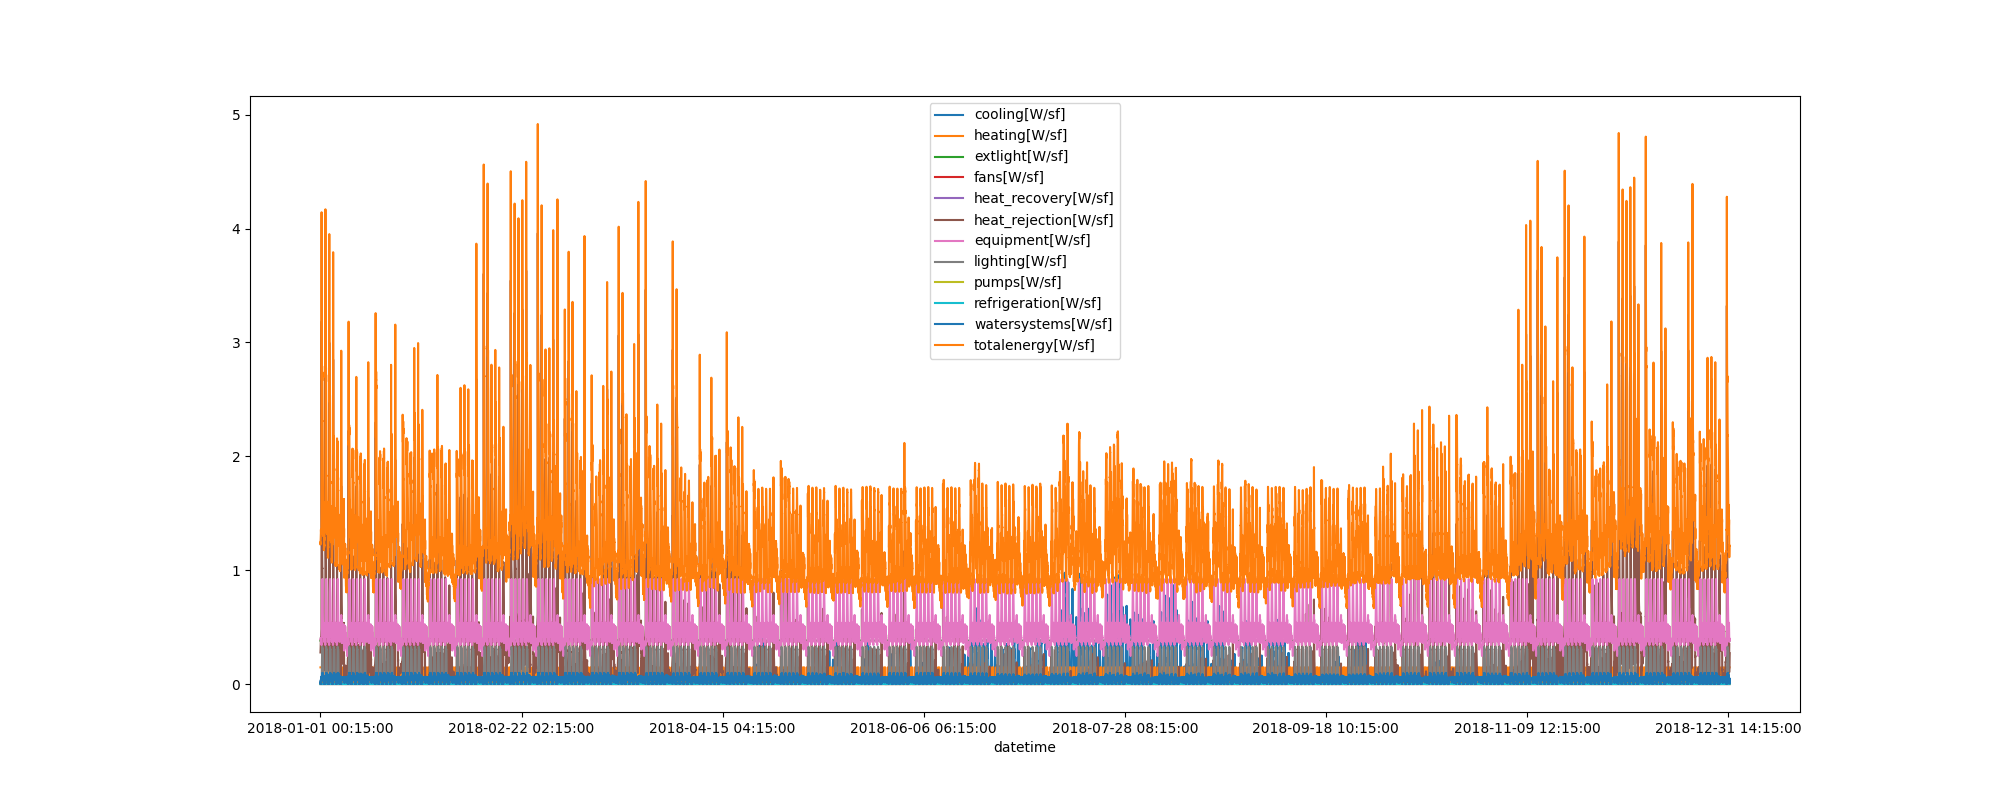 5
4
3
2
1
0
cooling[W/sf]
heating[W/sf]
extlight[W/sf]
fans[W/sf]
heat_recovery[W/sf]
heat_rejection[W/sf]
equipment[W/sf]
lighting[W/sf]
pumps[W/sf]
refrigeration[W/sf]
watersystems[W/sf]
totalenergy[W/sf]
2018-01-01 00:15:00 2018-02-22 02:15:00 2018-04-15 04:15:00 2018-06-06 06:15:00 2018-07-28 08:15:00 2018-09-18 10:15:00 2018-11-09 12:15:00 2018-12-31 14:15:00
datetime